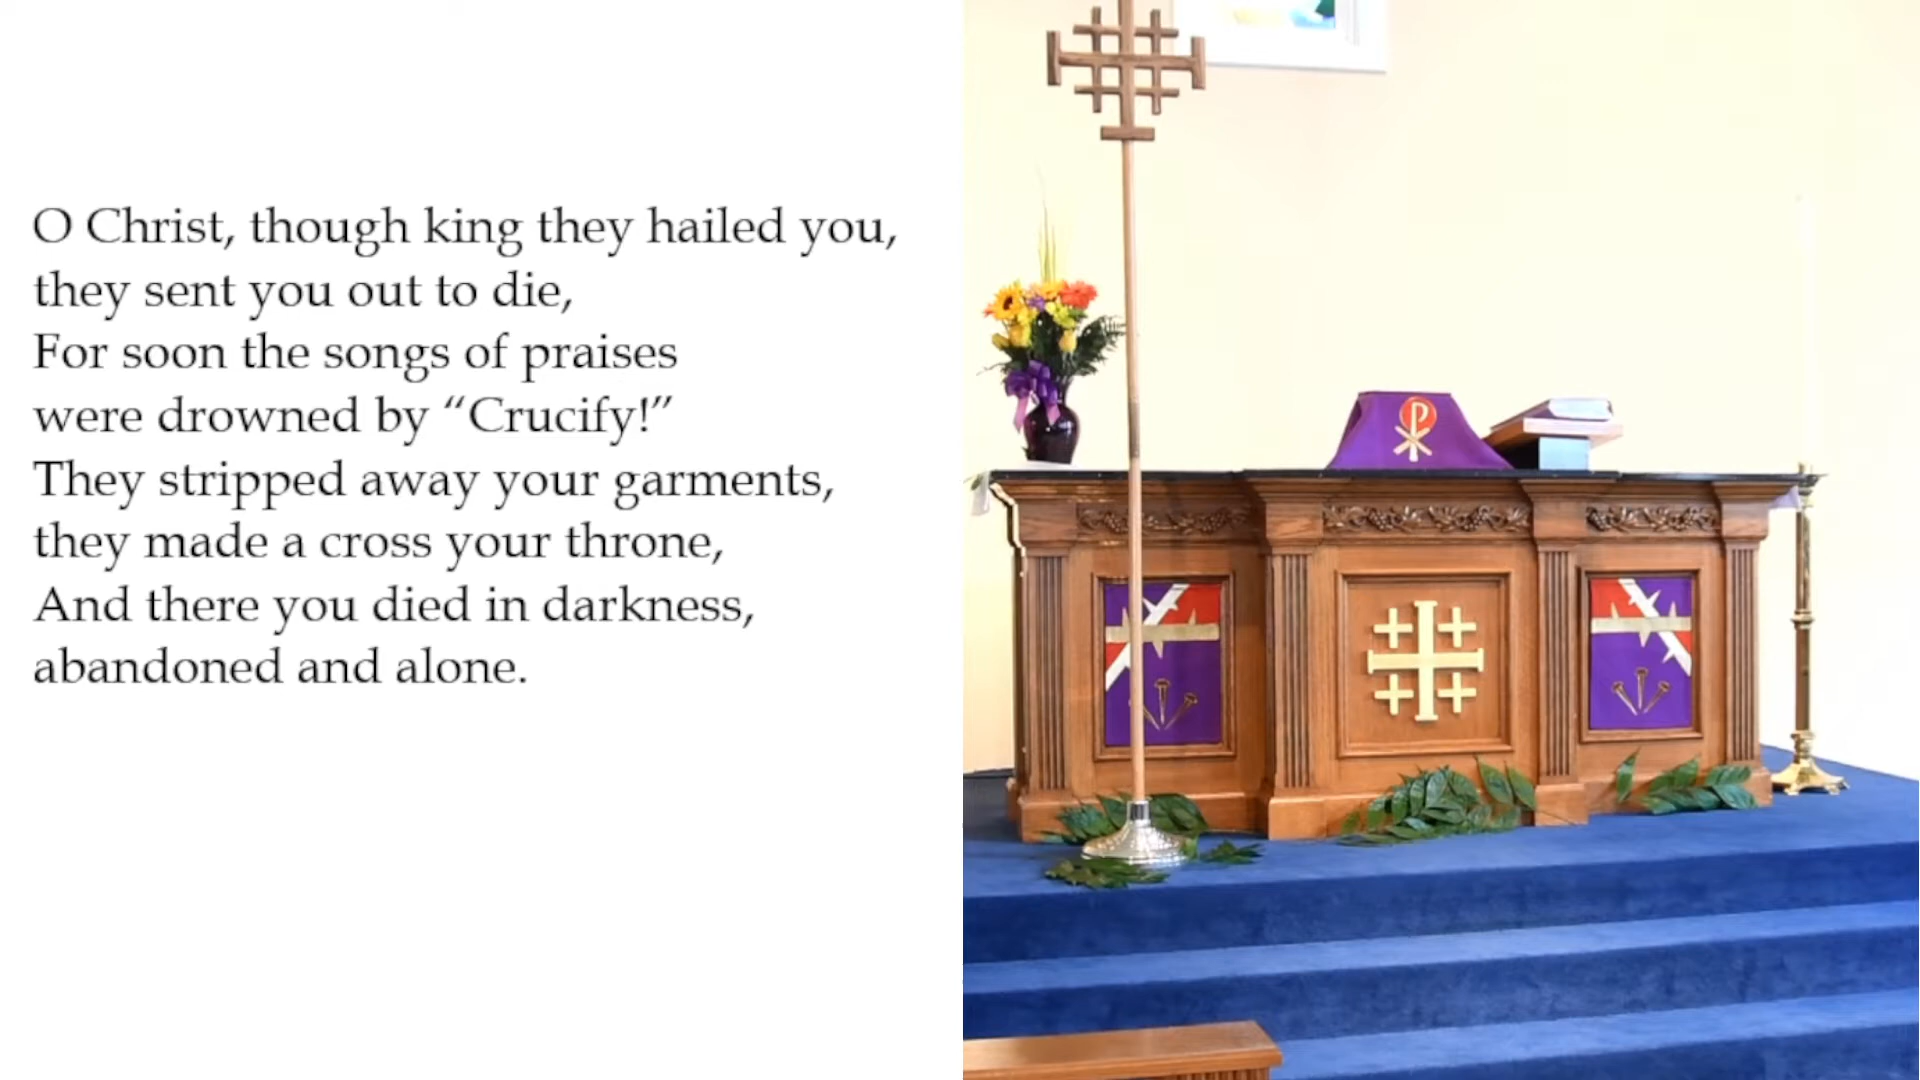 O Christ, though king they hailed you,
they sent you out to die,
For soon the songs of praises
were drowned by “Crucify!”
They stripped away your garments,
they made a cross your throne,
And there you died in darkness,
abandoned and alone.